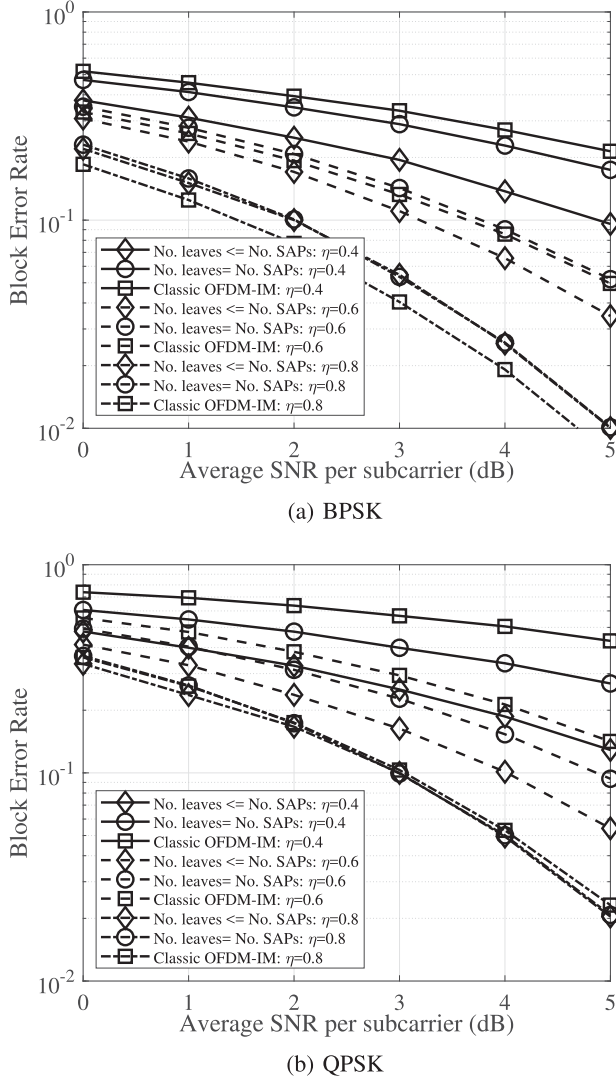 10^0
10^-1
10^-2
Block Error Rate
No. leaves <= No. SAPs: η=0.4
No. leaves= No. SAPs: η=0.4
Classic OFDM-IM: η=0.4
No. leaves <= No. SAPs: η=0.6
No. leaves= No. SAPs: η=0.6
Classic OFDM-IM: η=0.6
No. leaves <= No. SAPs: η=0.8
No. leaves= No. SAPs: η=0.8
Classic OFDM-IM: η=0.8
0 1 2 3 4 5
Average SNR per subcarrier (dB)
(a) BPSK
10^0
10^-1
10^-2
Block Error Rate
No. leaves <= No. SAPs: η=0.4
No. leaves= No. SAPs: η=0.4
Classic OFDM-IM: η=0.4
No. leaves <= No. SAPs: η=0.6
No. leaves= No. SAPs: η=0.6
Classic OFDM-IM: η=0.6
No. leaves <= No. SAPs: η=0.8
No. leaves= No. SAPs: η=0.8
Classic OFDM-IM: η=0.8
0 1 2 3 4 5
Average SNR per subcarrier (dB)
(b) QPSK